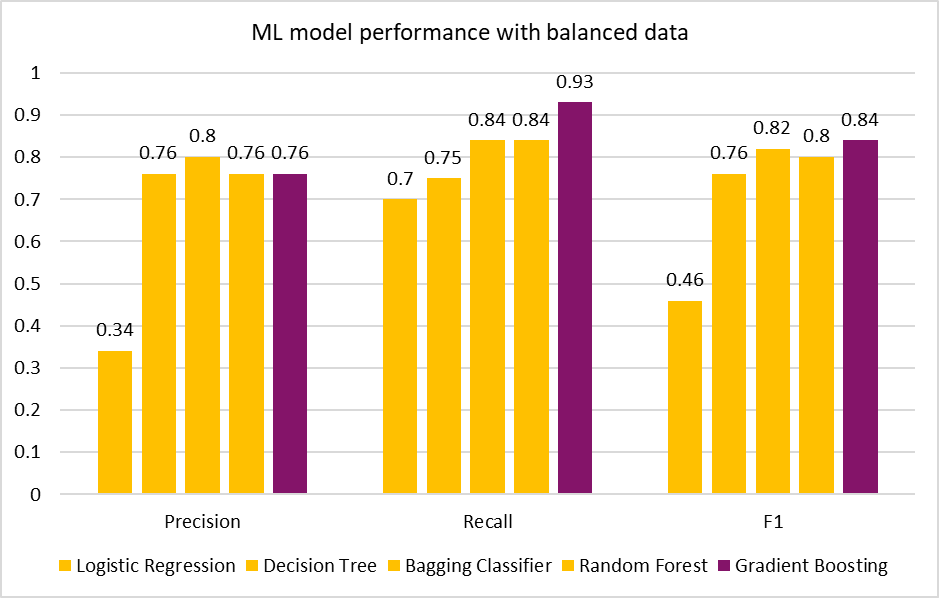 ML model performance with balanced data
1
0.9
0.8
0.7
0.6
0.5
0.4
0.3
0.2
0.1
0
0.34
0.76
0.8
0.76
0.76
0.7
0.75
0.84
0.84
0.93
0.46
0.76
0.82
0.8
0.84
Precision
Recall
F1
Logistic Regression
Decision Tree
Bagging Classifier
Random Forest
Gradient Boosting